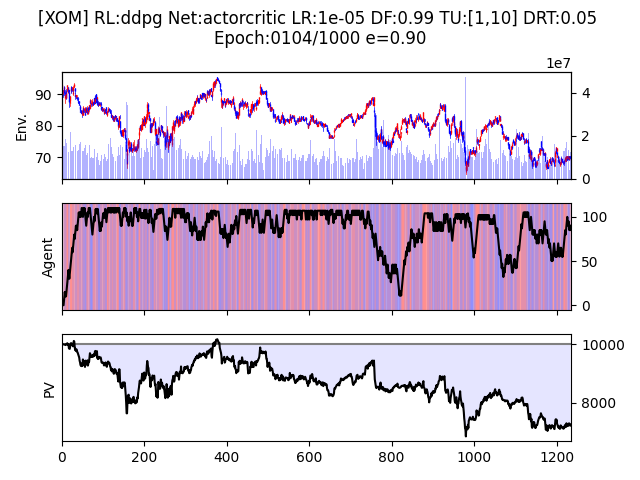 [XOM] RL:ddpg Net:actorcritic LR:1e-05 DF:0.99 TU:[1,10] DRT:0.05
Epoch:0104/1000 e=0.90
1e7
Env.
90
80
70
4
2
0
Agent
100
50
0
PV
10000
8000
0 200 400 600 800 1000 1200